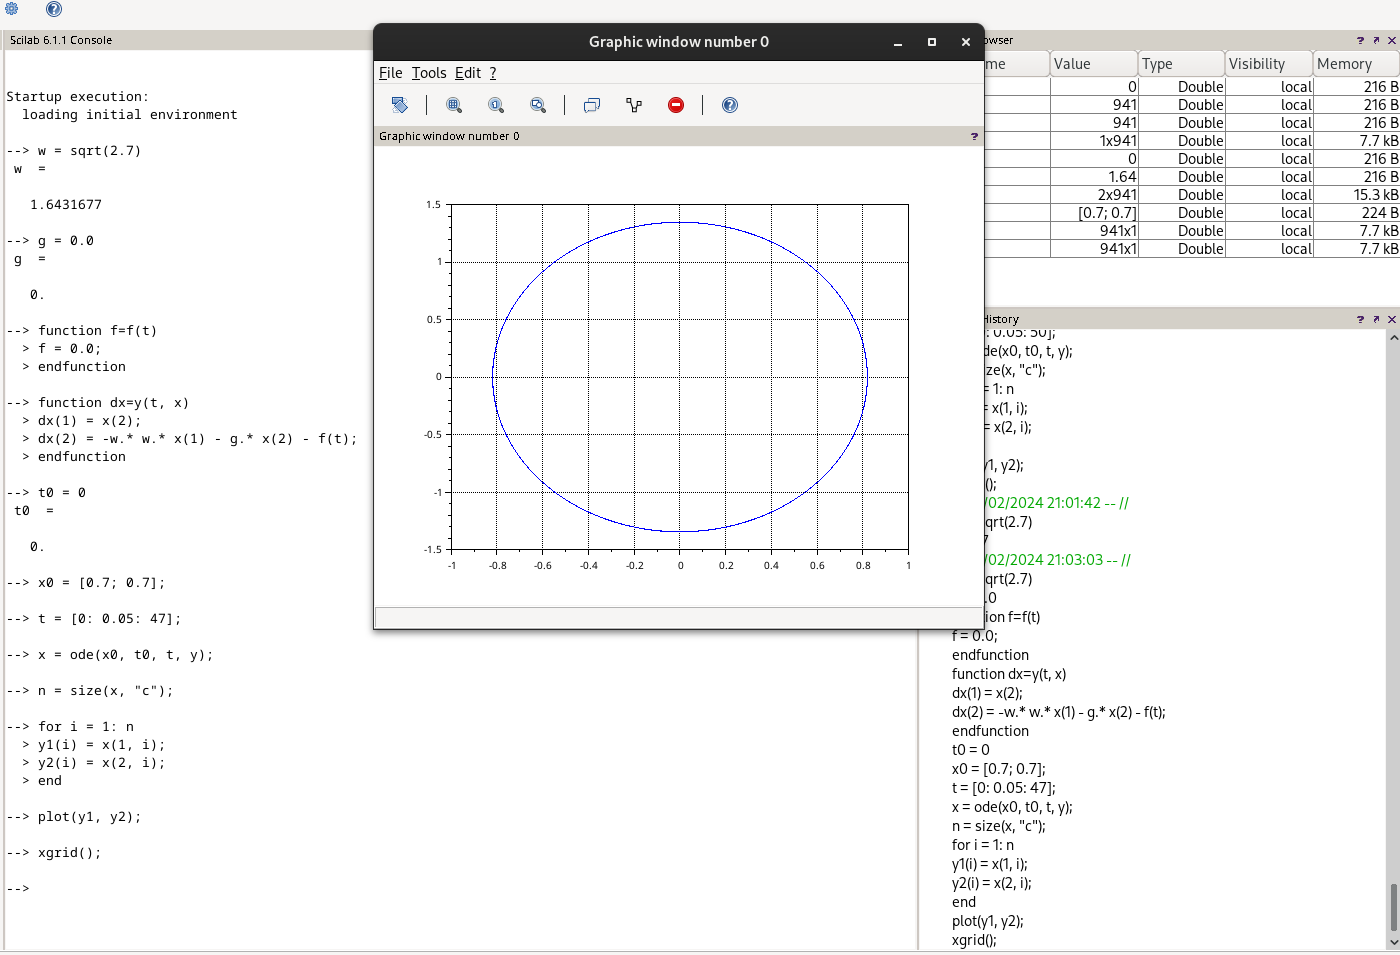 Scilab 6.1.1 Console
Startup execution:
loading initial environment
--> w = sqrt(2.7)
w  =
1.6431677
--> g = 0.0
g  =
0.
--> function f=f(t)
> f = 0.0;
> endfunction
--> function dx=y(t, x)
> dx(1) = x(2);
> dx(2) = -w.* w.* x(1) - g.* x(2) - f(t);
> endfunction
--> t0 = 0
t0  =
0.
--> x0 = [0.7; 0.7];
--> t = [0: 0.05: 47];
--> x = ode(x0, t0, t, y);
--> n = size(x, "c");
--> for i = 1: n
> y1(i) = x(1, i);
> y2(i) = x(2, i);
> end
--> plot(y1, y2);
--> xgrid();
-->
Graphic window number 0
File Tools Edit ?
Graphic window number 0 ?
1.5
1
0.5
0
-0.5
-1
-1.5
-1 -0.8 -0.6 -0.4 -0.2 0 0.2 0.4 0.6 0.8 1
owser ?
me Value Type Visibility Memory
0 Double local 216 B
941 Double local 216 B
941 Double local 216 B
1x941 Double local 7.7 kB
0 Double local 216 B
1.64 Double local 216 B
2x941 Double local 15.3 kB
[0.7; 0.7] Double local 224 B
941x1 Double local 7.7 kB
941x1 Double local 7.7 kB
History ?
: 0.05: 50];
de(x0, t0, t, y);
ize(x, "c");
= 1: n
= x(1, i);
= x(2, i);
y1, y2);
();
/02/2024 21:01:42 -- //
qrt(2.7)
7
/02/2024 21:03:03 -- //
qrt(2.7)
.0
ion f=f(t)
f = 0.0;
endfunction
function dx=y(t, x)
dx(1) = x(2);
dx(2) = -w.* w.* x(1) - g.* x(2) - f(t);
endfunction
t0 = 0
x0 = [0.7; 0.7];
t = [0: 0.05: 47];
x = ode(x0, t0, t, y);
n = size(x, "c");
for i = 1: n
y1(i) = x(1, i);
y2(i) = x(2, i);
end
plot(y1, y2);
xgrid();